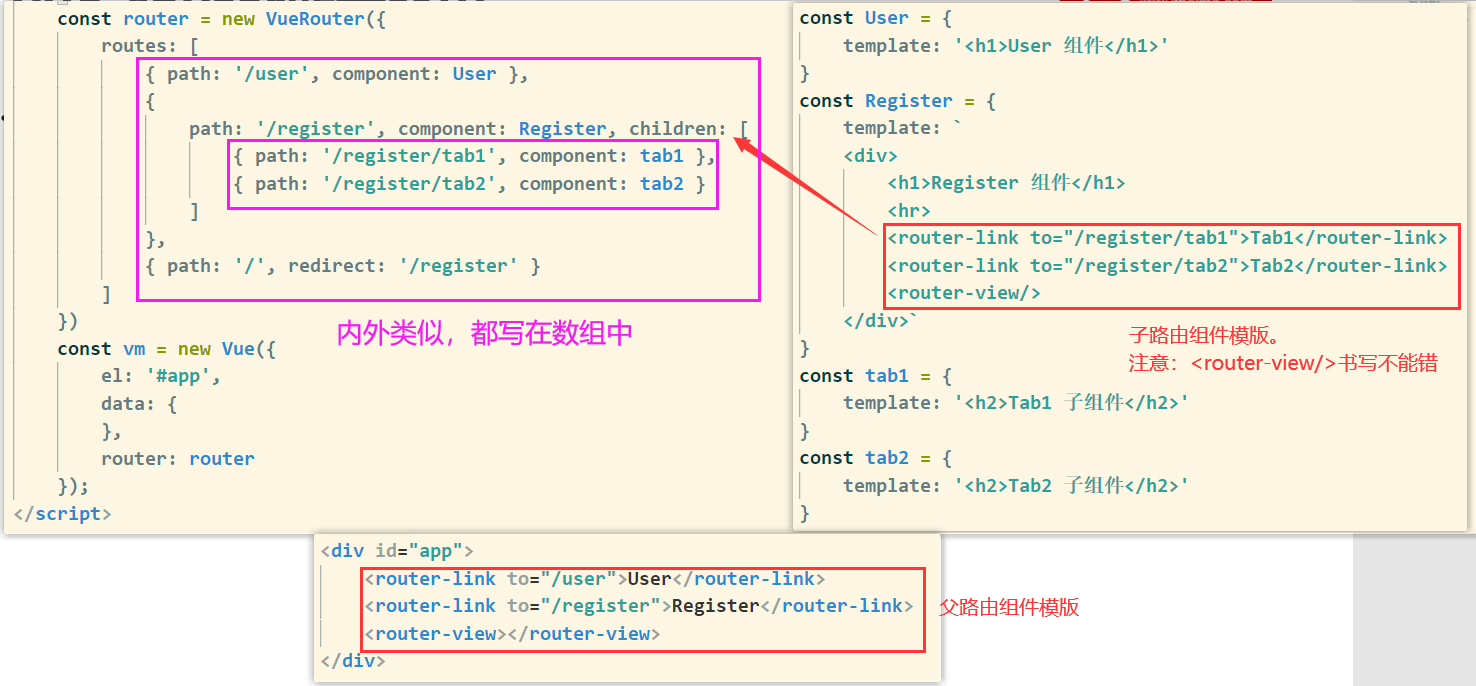 const router = new VueRouter({
routes: [
{ path: '/user', component: User },
{
path: '/register', component: Register, children: [
{ path: '/register/tab1', component: tab1 },
{ path: '/register/tab2', component: tab2 }
]
},
{ path: '/', redirect: '/register' }
]
})
内外类似，都写在数组中
const vm = new Vue({
el: '#app',
data: {
},
router: router
});
</script>
const User = {
template: '<h1>User 组件</h1>'
}
const Register = {
template: `
<div>
<h1>Register 组件</h1>
<hr>
<router-link to="/register/tab1">Tab1</router-link>
<router-link to="/register/tab2">Tab2</router-link>
<router-view/>
</div>`
}
子路由组件模版。
注意：<router-view/>书写不能错
const tab1 = {
template: '<h2>Tab1 子组件</h2>'
}
const tab2 = {
template: '<h2>Tab2 子组件</h2>'
}
<div id="app">
<router-link to="/user">User</router-link>
<router-link to="/register">Register</router-link>
<router-view></router-view>
</div>
父路由组件模版